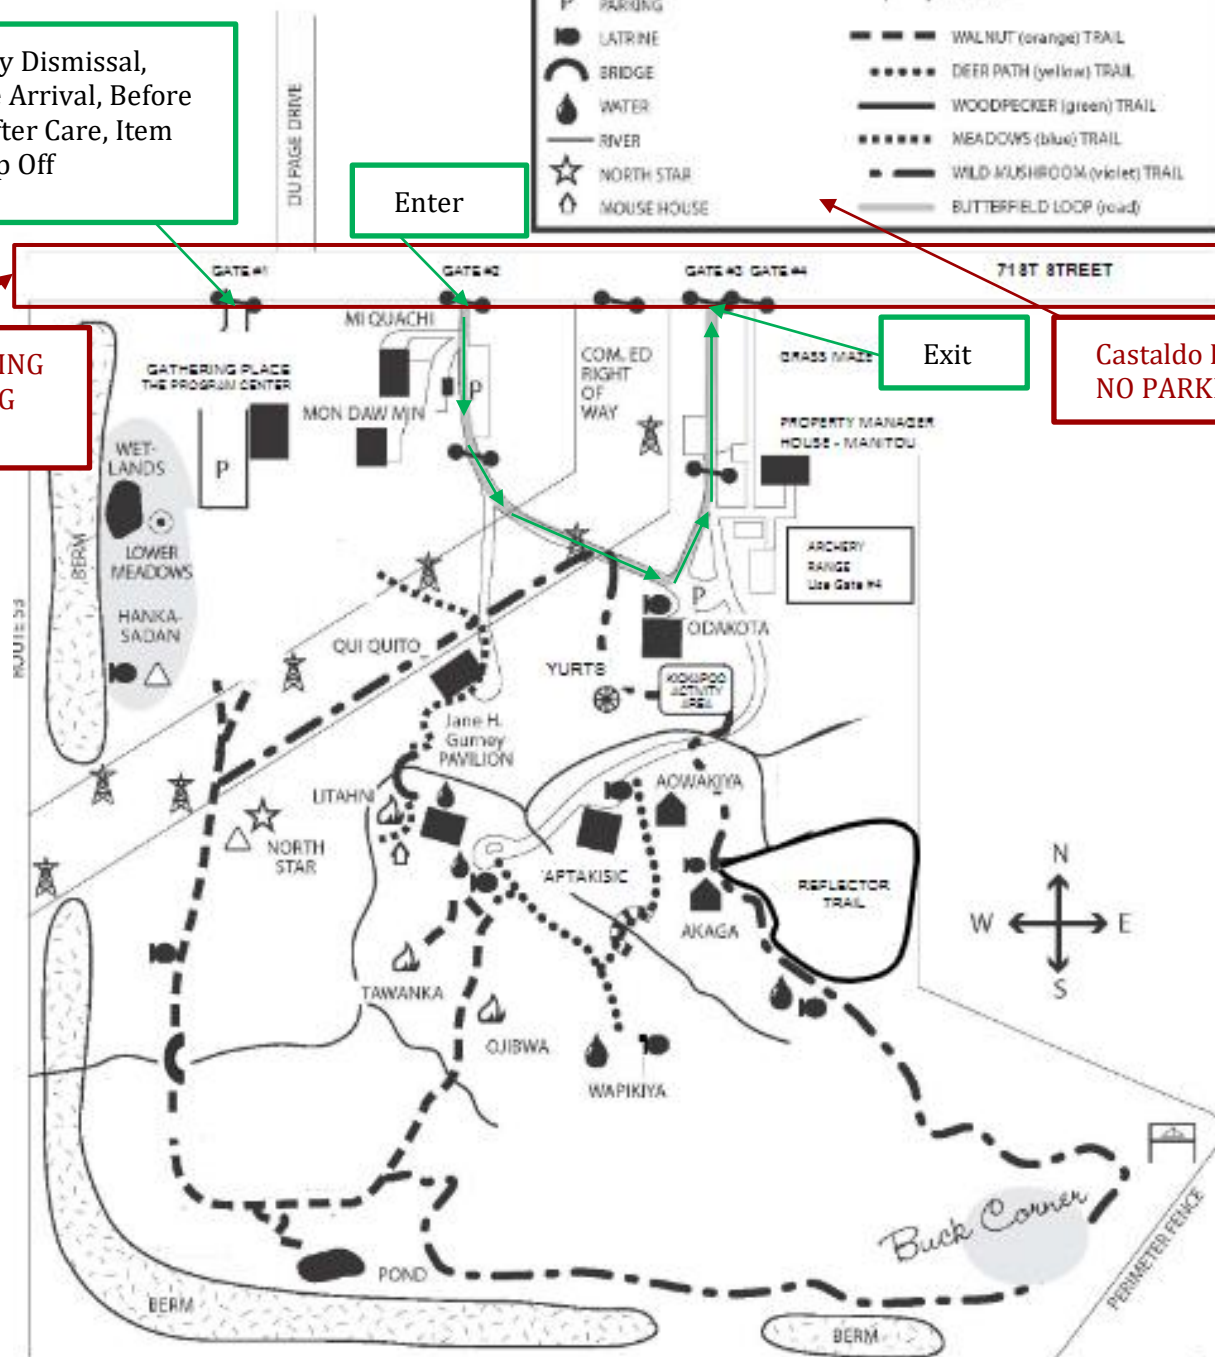 P PARKING
LATRINE
BRIDGE
WATER
RIVER
NORTH STAR
MOUSE HOUSE
WALNUT (orange) TRAIL
DEER PATH (yellow) TRAIL
WOODPECKER (green) TRAIL
MEADOWS (blue) TRAIL
WILD MUSHROOM (violet) TRAIL
BUTTERFIELD LOOP (road)
y Dismissal,
Arrival, Before
fter Care, Item
p Off
DU PAGE DRIVE
Enter
GATE #1
GATE #2
GATE #3 GATE #4
71ST STREET
MI QUACHI
ING
G
GATHERING PLACE
THE PROGRAM CENTER
P
P
MON DAW MIN
COM. ED
RIGHT
OF
WAY
GRASS MAZE
Exit
Castaldo
NO PARK
PROPERTY MANAGER
HOUSE - MANITOU
WET-
LANDS
BERM
LOWER
MEADOWS
HANKA-
SADAN
ROUTE 53
ARCHERY
RANGE
Use Gate #4
P
ODAKOTA
QUI QUITO
YURTS
KICKAPOO
ACTIVITY
AREA
Jane H.
Gurney
PAVILION
LITAHNI
AOWAKIYA
NORTH
STAR
APTAKISIC
REFLECTOR
TRAIL
AKAGA
N
W E
S
TAWANKA
OJIBWA
WAPIKIYA
Buck Corner
PERIMETER FENCE
POND
BERM
BERM